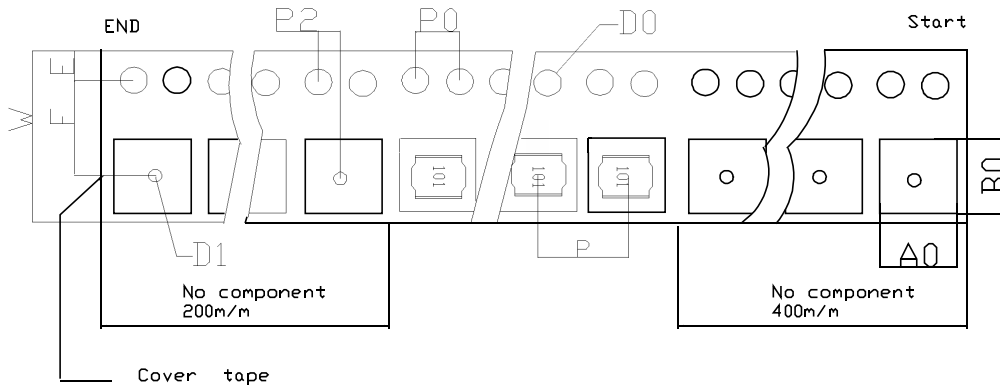 END
P2
P0
D0
Start
E
F
W
101
101
101
B0
D1
P
A0
No component
200m/m
No component
400m/m
Cover tape